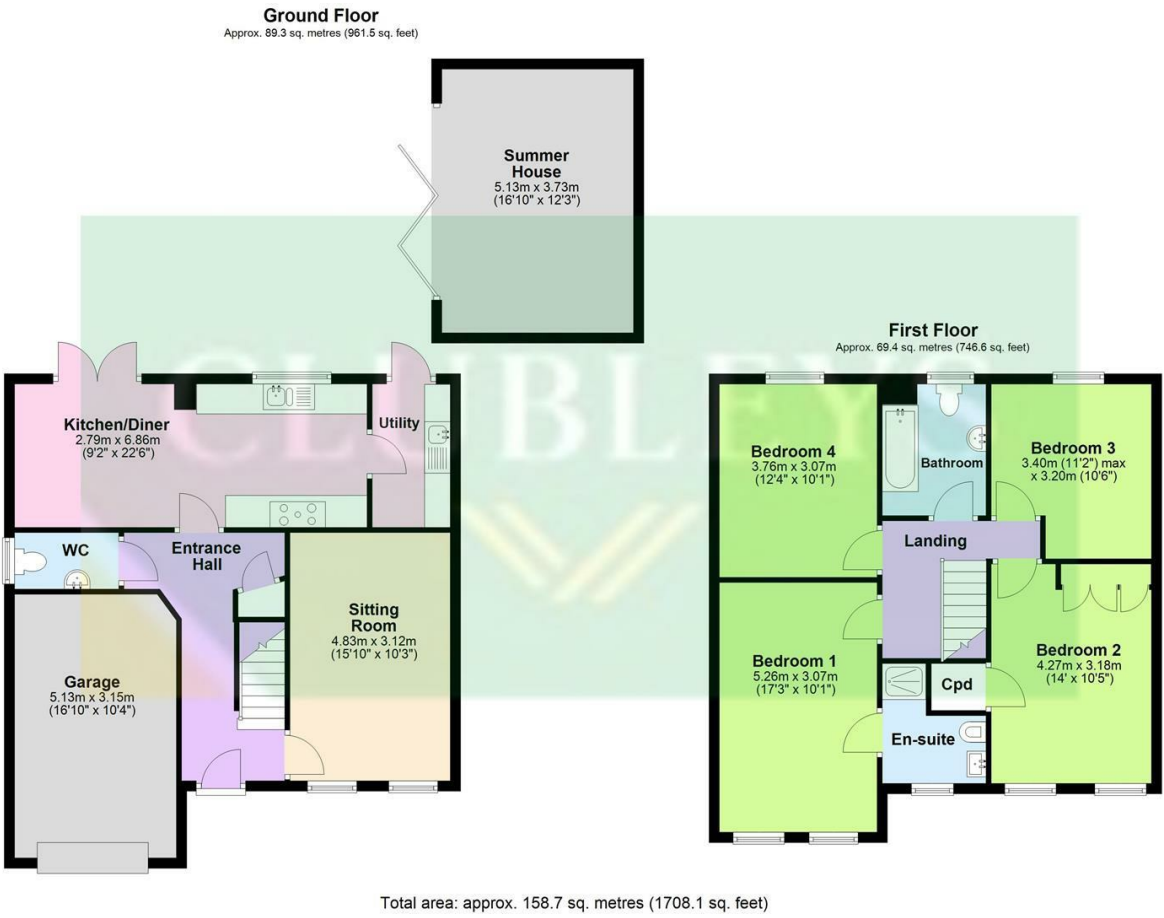 Ground Floor
Approx. 89.3 sq. metres (961.5 sq. feet)
Summer
House
5.13m x 3.73m
(16'10" x 12'3")
First Floor
Approx. 69.4 sq. metres (746.6 sq. feet)
CLUBLEYS
Kitchen/Diner
2.79m x 6.86m
(9'2" x 22'6")
Utility
WC
Entrance
Hall
Sitting
Room
4.83m x 3.12m
(15'10" x 10'3")
Garage
5.13m x 3.15m
(16'10" x 10'4")
Bedroom 4
3.76m x 3.07m
(12'4" x 10'1")
Bathroom
Bedroom 3
3.40m (11'2") max
x 3.20m (10'6")
Landing
Bedroom 1
5.26m x 3.07m
(17'3" x 10'1")
Cpd
Bedroom 2
4.27m x 3.18m
(14' x 10'5")
En-suite
Total area: approx. 158.7 sq. metres (1708.1 sq. feet)